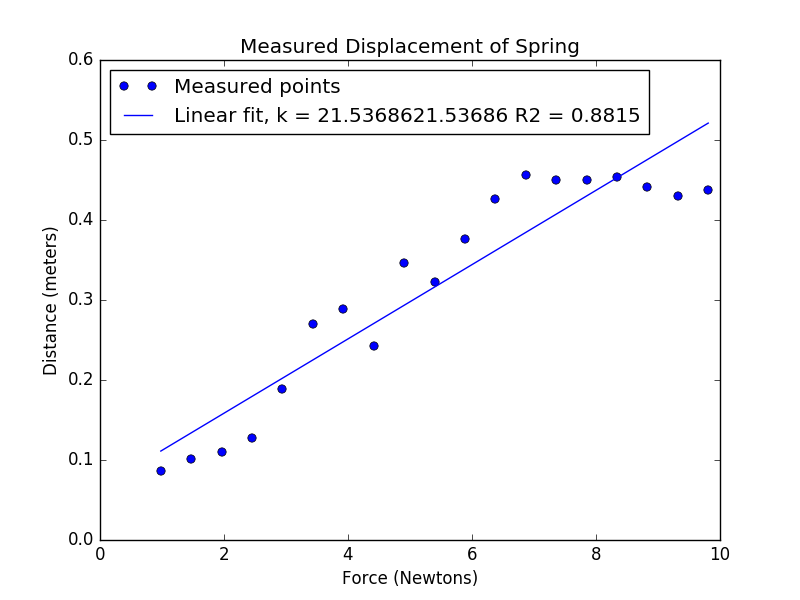 Measured Displacement of Spring
Measured points
Linear fit, k = 21.5368621.53686 R2 = 0.8815
0.6
0.5
0.4
0.3
0.2
0.1
0.0
Distance (meters)
0 2 4 6 8 10
Force (Newtons)